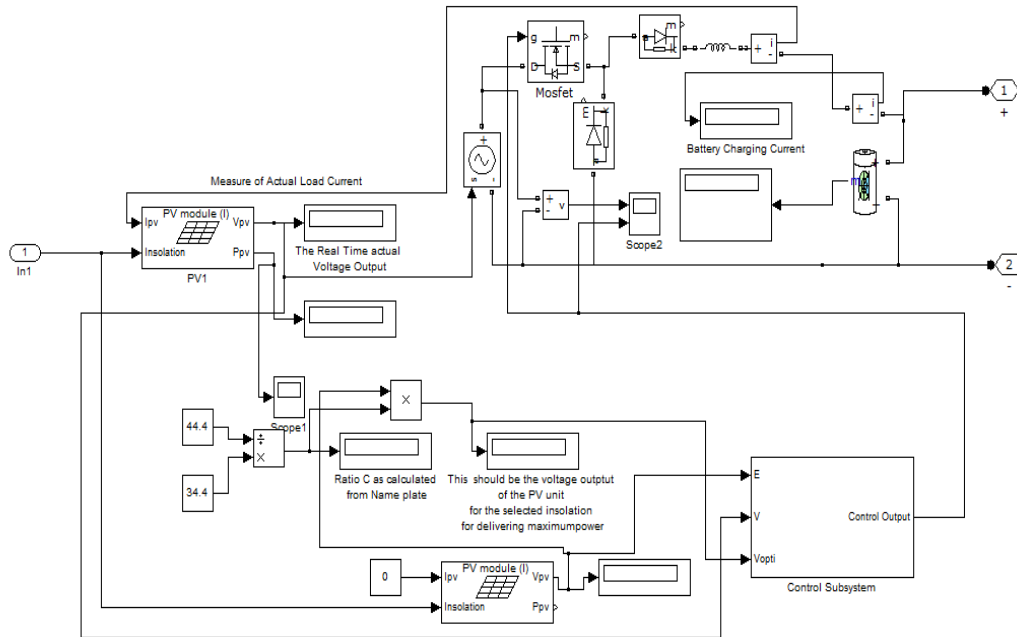 g
m
D
S
Mosfet
m
a
k
+
i
-
+
i
-
1
+
E
Battery Charging Current
m
+
s
-
Measure of Actual Load Current
PV module (I)
Ipv
Vpv
Insolation
Ppv
PV1
The Real Time actual
Voltage Output
+
-
v
Scope2
1
In1
2
-
Scope1
44.4
÷
X
34.4
X
Ratio C as calculated
from Name plate
This should be the voltage outptut
of the PV unit
for the selected insolation
for delivering maximumpower
E
V
Vopti
Control Output
Control Subsystem
0
PV module (I)
Ipv
Vpv
Insolation
Ppv